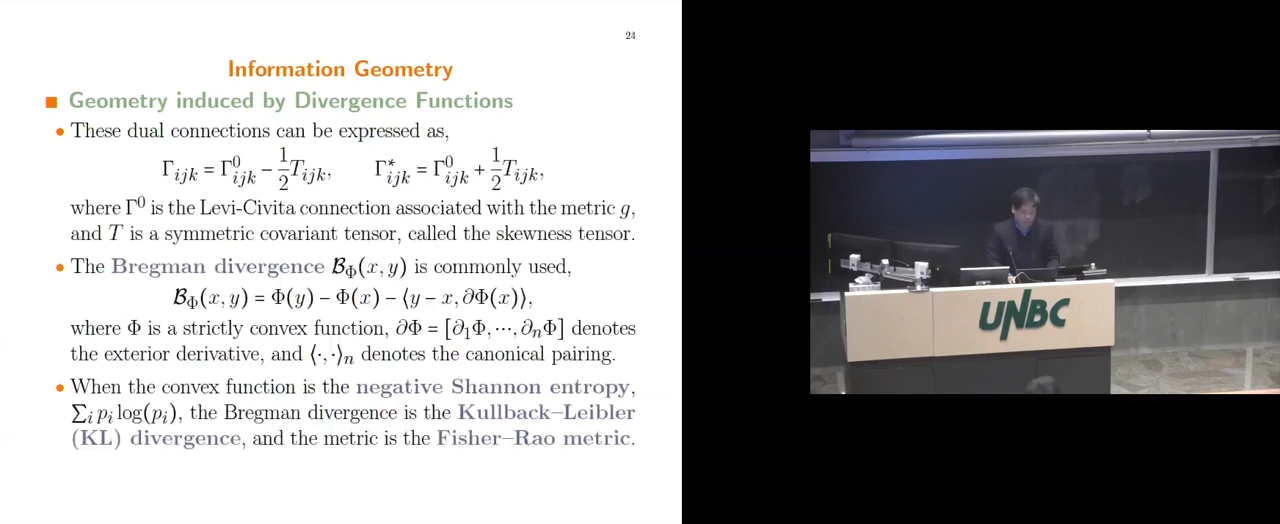 24
Information Geometry
Geometry induced by Divergence Functions
• These dual connections can be expressed as,
Γ_{ijk} = Γ^0_{ijk} − \frac{1}{2}T_{ijk},   Γ^*_{ijk} = Γ^0_{ijk} + \frac{1}{2}T_{ijk},
where Γ^0 is the Levi-Civita connection associated with the metric g,
and T is a symmetric covariant tensor, called the skewness tensor.
• The Bregman divergence 𝓑_Φ(x, y) is commonly used,
𝓑_Φ(x, y) = Φ(y) − Φ(x) − ⟨y − x, ∂Φ(x)⟩,
where Φ is a strictly convex function, ∂Φ = [∂_1Φ, ⋯, ∂_nΦ] denotes
the exterior derivative, and ⟨·, ·⟩_n denotes the canonical pairing.
• When the convex function is the negative Shannon entropy,
∑_i p_i log(p_i), the Bregman divergence is the Kullback–Leibler
(KL) divergence, and the metric is the Fisher–Rao metric.
UNBC